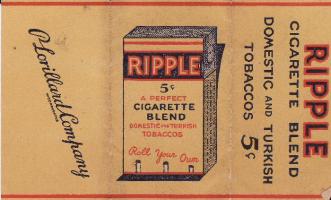 P. Lorillard Company
RIPPLE
5¢
A PERFECT
CIGARETTE
BLEND
DOMESTIC AND TURKISH
TOBACCOS
Roll Your Own
RIPPLE
CIGARETTE BLEND
DOMESTIC AND TURKISH
TOBACCOS 5¢